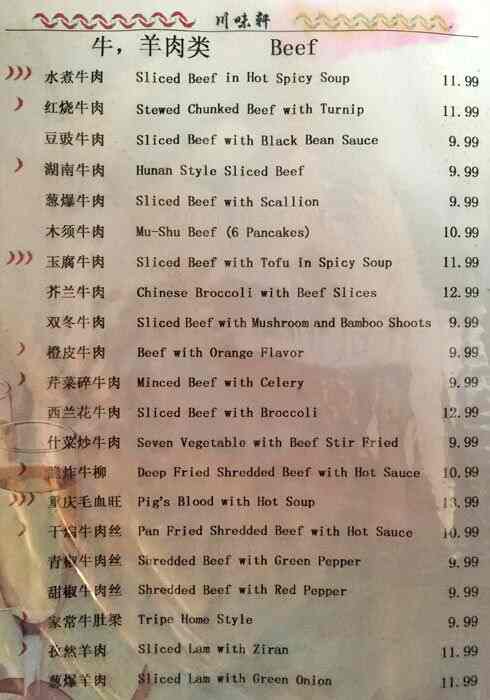 川味軒
牛，羊肉类 Beef
水煮牛肉 Sliced Beef in Hot Spicy Soup 11.99
红烧牛肉 Stewed Chunked Beef with Turnip 11.99
豆豉牛肉 Sliced Beef with Black Bean Sauce 9.99
湖南牛肉 Hunan Style Sliced Beef 9.99
葱爆牛肉 Sliced Beef with Scallion 9.99
木须牛肉 Mu-Shu Beef (6 Pancakes) 10.99
玉腐牛肉 Sliced Beef with Tofu in Spicy Soup 11.99
芥兰牛肉 Chinese Broccoli with Beef Slices 12.99
双冬牛肉 Sliced Beef with Mushroom and Bamboo Shoots 9.99
橙皮牛肉 Beef with Orange Flavor 9.99
芹菜碎牛肉 Minced Beef with Celery 9.99
西兰花牛肉 Sliced Beef with Broccoli 12.99
什菜炒牛肉 Seven Vegetable with Beef Stir Fried 9.99
炸牛柳 Deep Fried Shredded Beef with Hot Sauce 10.99
重庆毛血旺 Pig's Blood with Hot Soup 13.99
干煸牛肉丝 Pan Fried Shredded Beef with Hot Sauce 10.99
青椒牛肉丝 Shredded Beef with Green Pepper 9.99
甜椒牛肉丝 Shredded Beef with Red Pepper 9.99
家常牛肚梁 Tripe Home Style 9.99
孜然羊肉 Sliced Lam with Ziran 11.99
葱爆羊肉 Sliced Lam with Green Onion 11.99